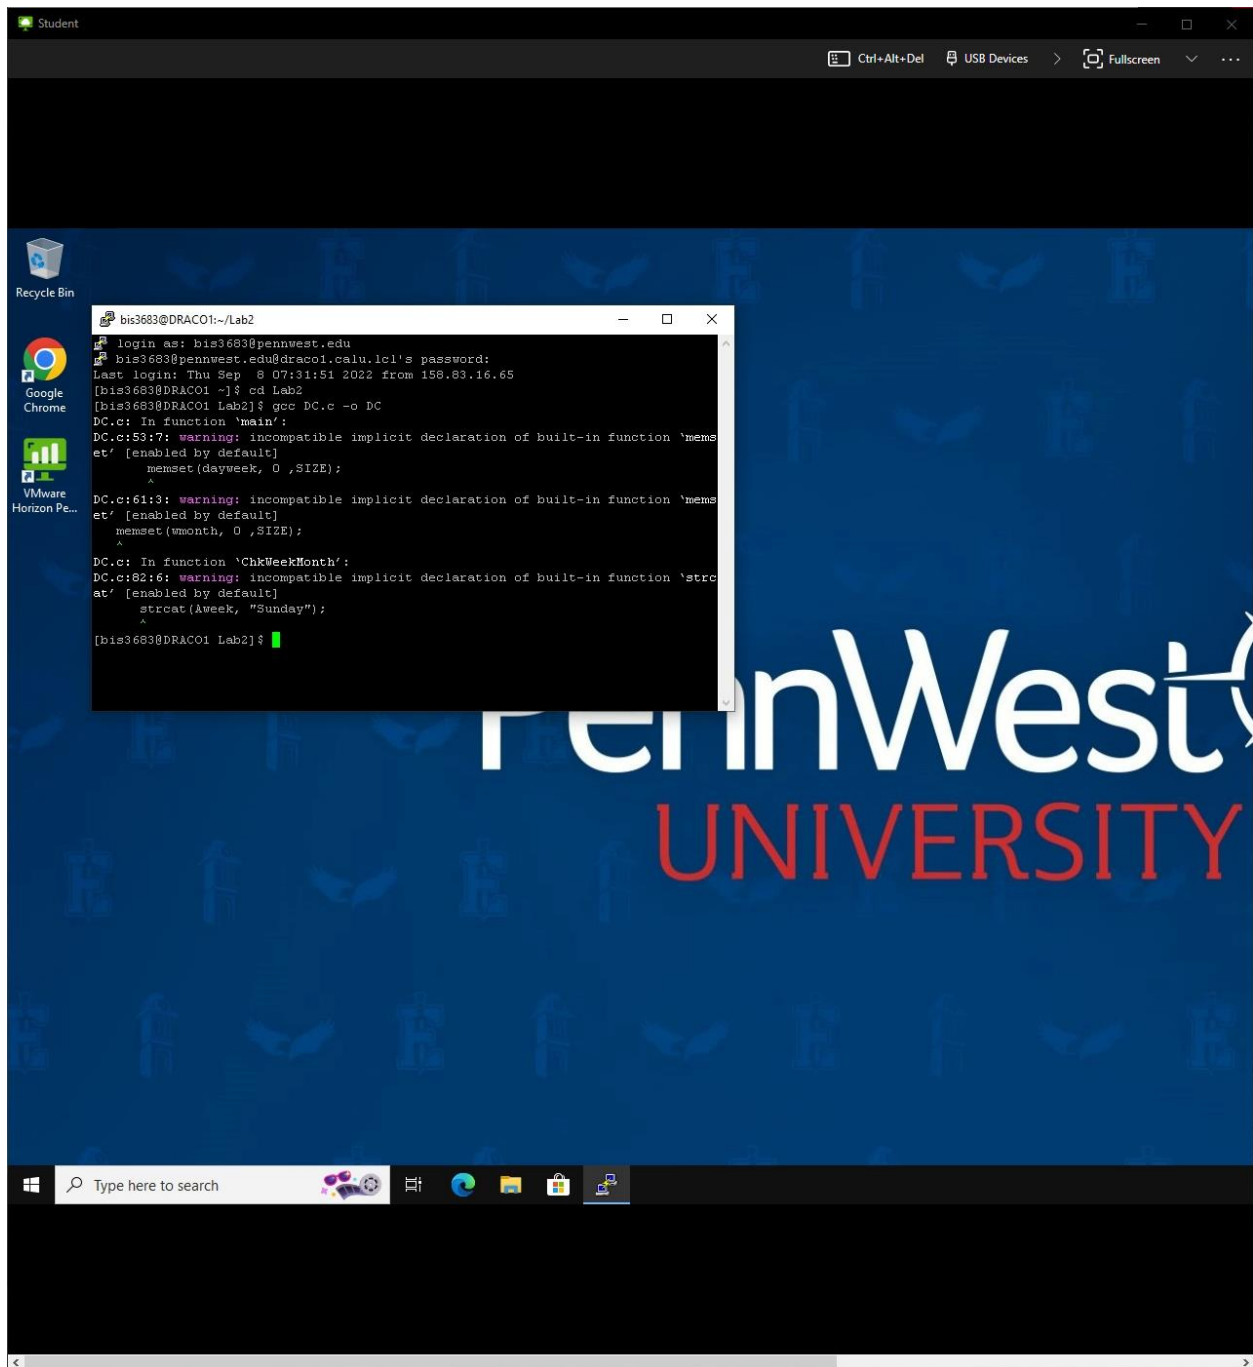 Student
Ctrl+Alt+Del USB Devices Fullscreen
Recycle Bin
Google
Chrome
VMware
Horizon Pe...
bis3683@DRACO1:~/Lab2
login as: bis3683@pennwest.edu
bis3683@pennwest.edu@draco1.calu.lcl's password:
Last login: Thu Sep  8 07:31:51 2022 from 158.83.16.65
[bis3683@DRACO1 ~]$ cd Lab2
[bis3683@DRACO1 Lab2]$ gcc DC.c -o DC
DC.c: In function ‘main’:
DC.c:53:7: warning: incompatible implicit declaration of built-in function ‘mems
et’ [enabled by default]
memset(dayweek, 0 ,SIZE);
^
DC.c:61:3: warning: incompatible implicit declaration of built-in function ‘mems
et’ [enabled by default]
memset(wmonth, 0 ,SIZE);
^
DC.c: In function ‘ChkWeekMonth’:
DC.c:82:6: warning: incompatible implicit declaration of built-in function ‘strc
at’ [enabled by default]
strcat(Aweek, "Sunday");
^
[bis3683@DRACO1 Lab2]$
PennWest
UNIVERSITY
Type here to search